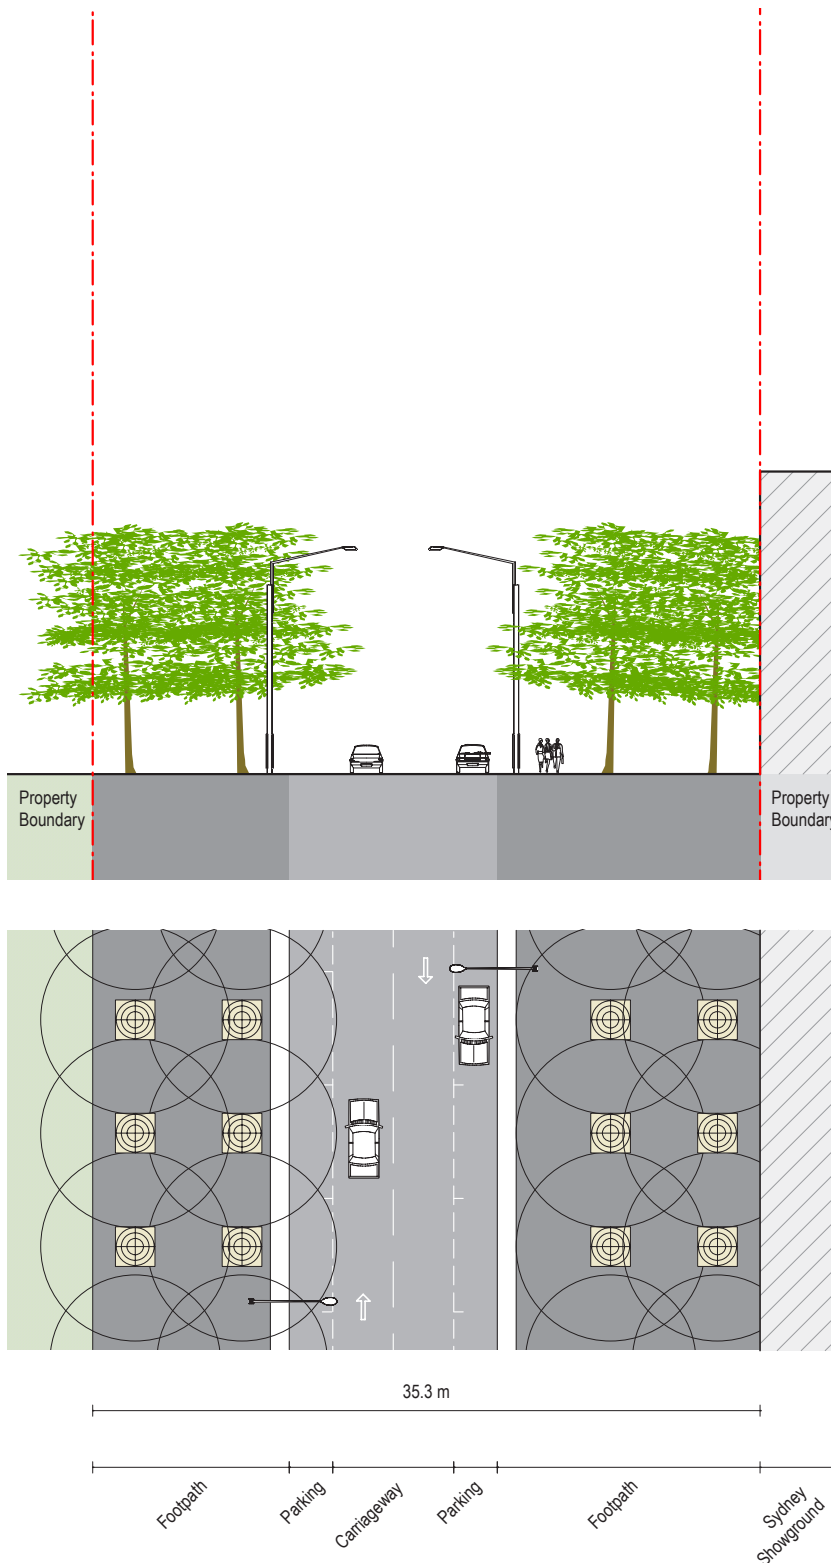 Property
Boundary
Property
Boundary
35.3 m
Footpath
Parking
Carriageway
Parking
Footpath
Sydney
Showground